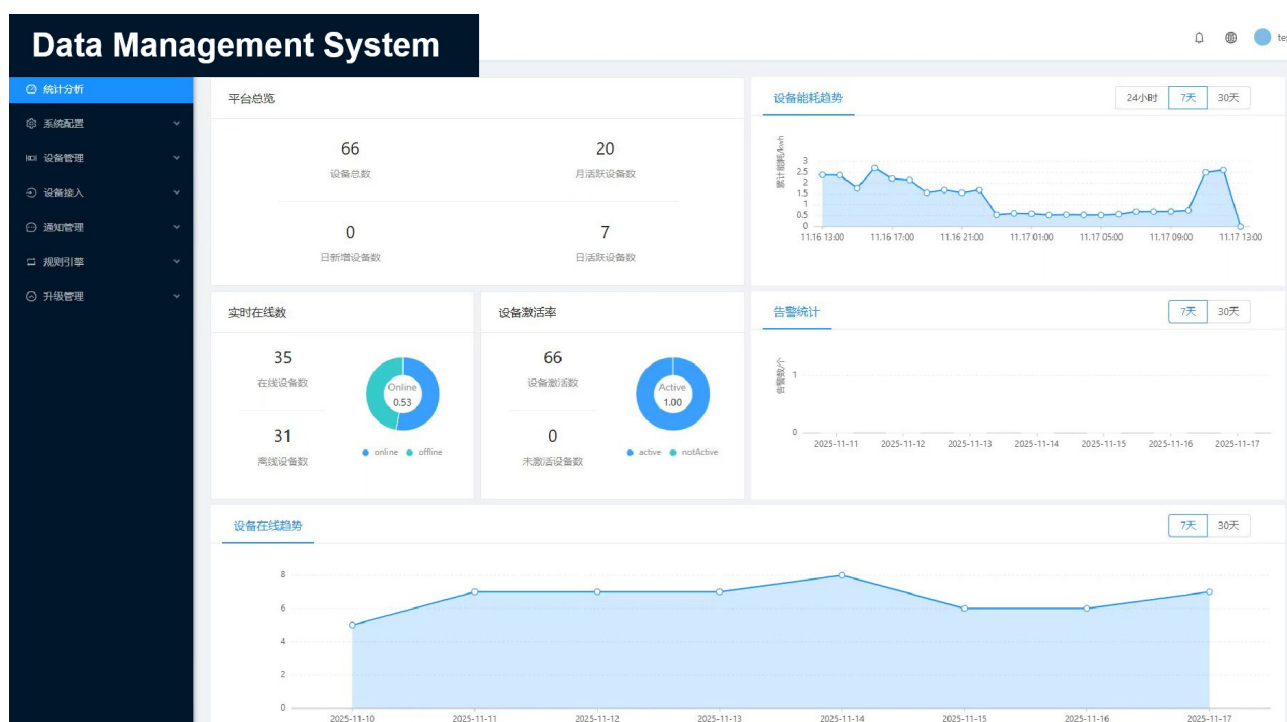 Data Management System
te
统计分析
系统配置
设备管理
设备接入
通知管理
规则引擎
升级管理
平台总览
66
设备总数
20
月活跃设备数
0
日新增设备数
7
日活跃设备数
设备能耗趋势
24小时 7天 30天
累计能耗/kwh
3
2.5
2
1.5
1
0.5
0
11.16 13:00 11.16 17:00 11.16 21:00 11.17 01:00 11.17 05:00 11.17 09:00 11.17 13:00
实时在线数
35
在线设备数
31
离线设备数
Online
0.53
online offline
设备激活率
66
设备激活数
0
未激活设备数
Active
1.00
active notActive
告警统计
7天 30天
告警数/个
1
0
2025-11-11 2025-11-12 2025-11-13 2025-11-14 2025-11-15 2025-11-16 2025-11-17
设备在线趋势
7天 30天
8
6
4
2
0
2025-11-10 2025-11-11 2025-11-12 2025-11-13 2025-11-14 2025-11-15 2025-11-16 2025-11-17